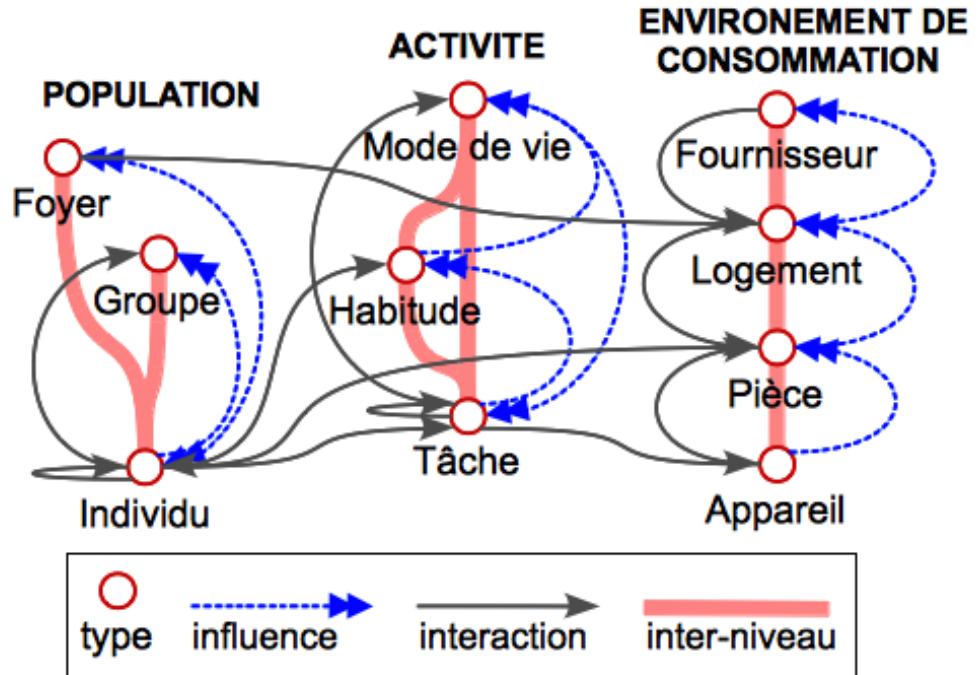 POPULATION
ACTIVITE
ENVIRONEMENT DE
CONSOMMATION
Foyer
Groupe
Individu
Mode de vie
Habitude
Tâche
Fournisseur
Logement
Pièce
Appareil
type
influence
interaction
inter-niveau